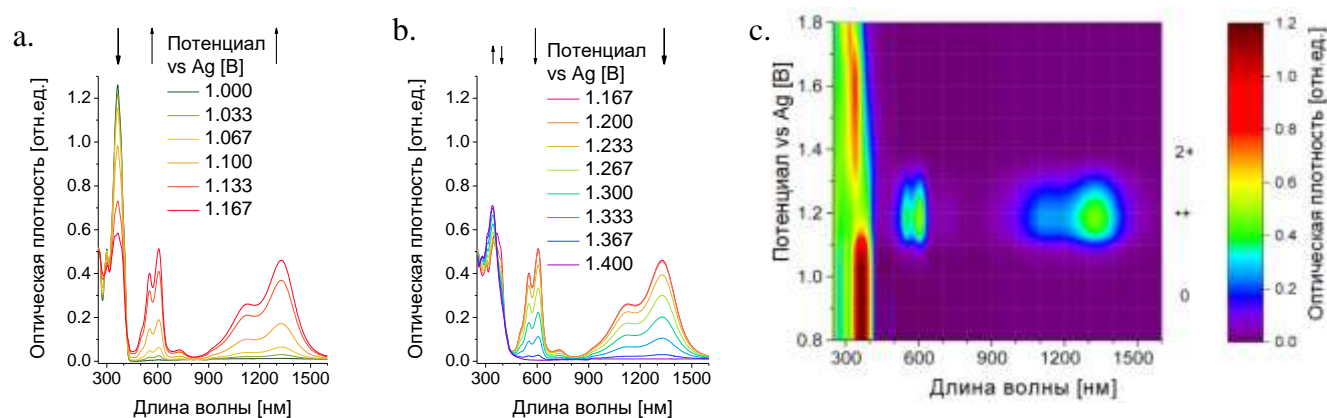 a.
Потенциал
vs Ag [В]
1.000
1.033
1.067
1.100
1.133
1.167
Оптическая плотность [отн.ед.]
1.2
1.0
0.8
0.6
0.4
0.2
0.0
300 600 900 1200 1500
Длина волны [нм]
b.
Потенциал
vs Ag [В]
1.167
1.200
1.233
1.267
1.300
1.333
1.367
1.400
Оптическая плотность [отн.ед.]
1.2
1.0
0.8
0.6
0.4
0.2
0.0
300 600 900 1200 1500
Длина волны [нм]
c.
Потенциал vs Ag [В]
1.8
1.6
1.4
1.2
1.0
0.8
300 600 900 1200 1500
Длина волны [нм]
2+
0
1.2
1.0
0.8
0.6
0.4
0.2
0.0
Оптическая плотность [отн.ед.]